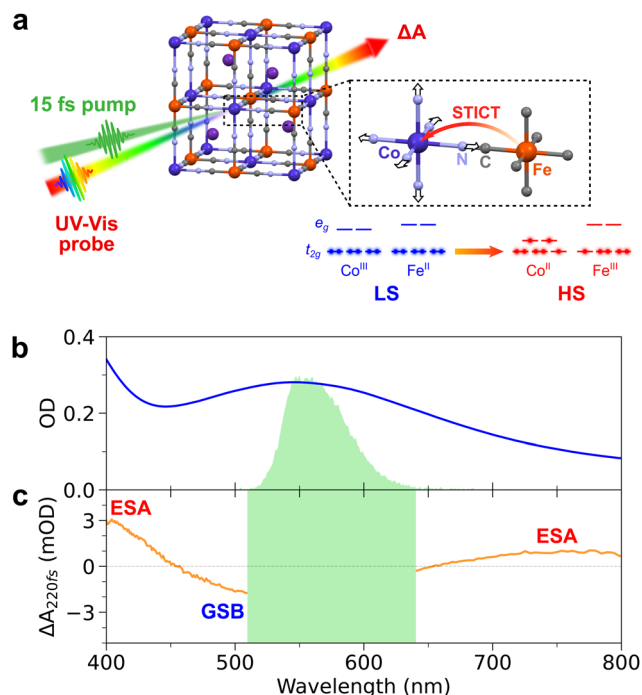 a
ΔA
15 fs pump
UV-Vis
probe
STICT
Co
N
C
Fe
e_g
t_2g
Co^III
Fe^II
Co^II
Fe^III
LS
HS
b
0.4
0.2
0.0
OD
c
ESA
GSB
ESA
3
0
−3
ΔA_220fs (mOD)
400 500 600 700 800
Wavelength (nm)